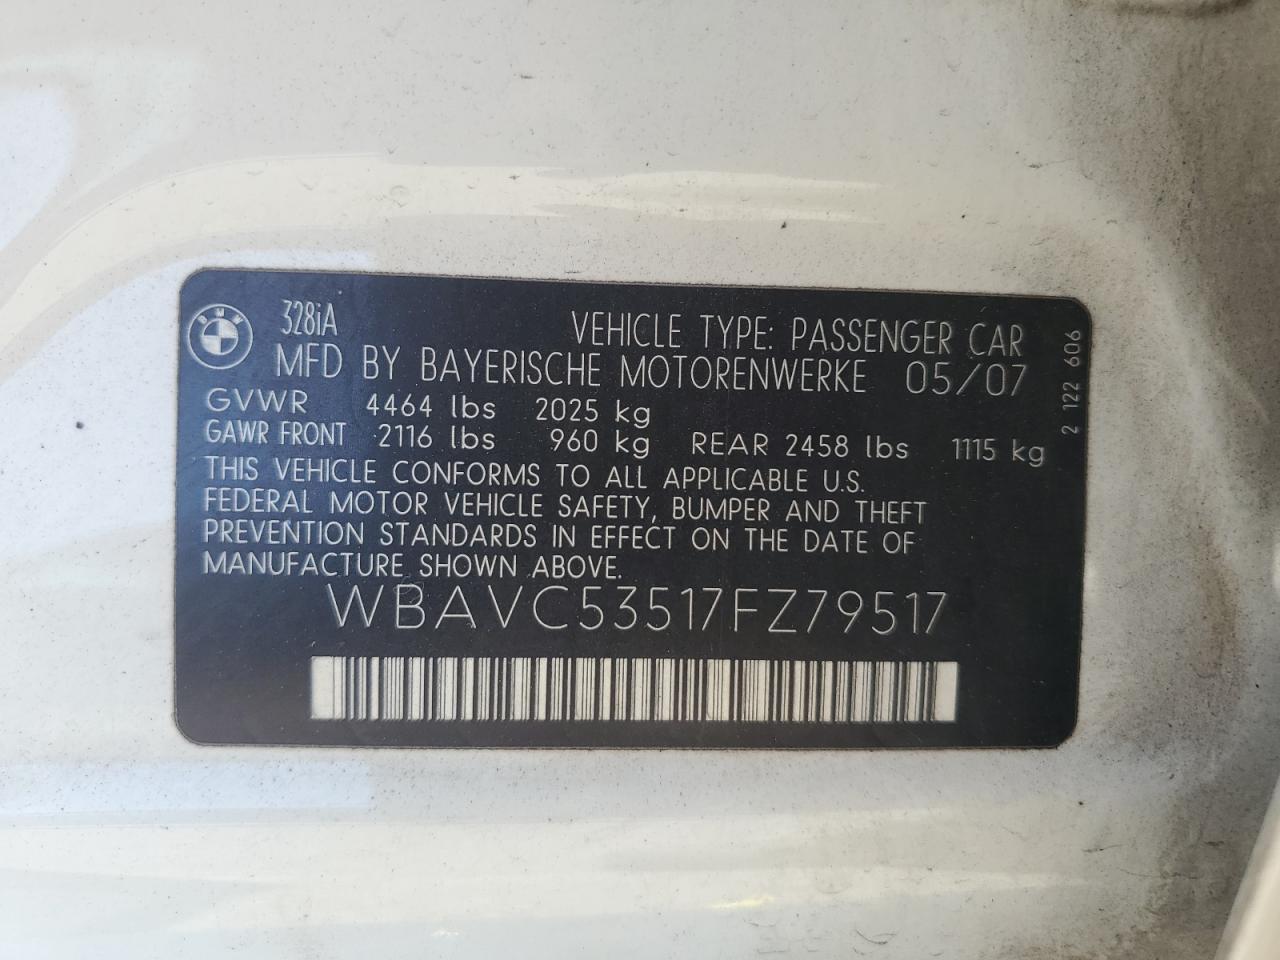 BMW
328iA
VEHICLE TYPE: PASSENGER CAR
MFD BY BAYERISCHE MOTORENWERKE 05/07
GVWR 4464 lbs 2025 kg
GAWR FRONT 2116 lbs 960 kg REAR 2458 lbs 1115 kg
THIS VEHICLE CONFORMS TO ALL APPLICABLE U.S.
FEDERAL MOTOR VEHICLE SAFETY, BUMPER AND THEFT
PREVENTION STANDARDS IN EFFECT ON THE DATE OF
MANUFACTURE SHOWN ABOVE.
WBAVC53517FZ79517
2 122 606